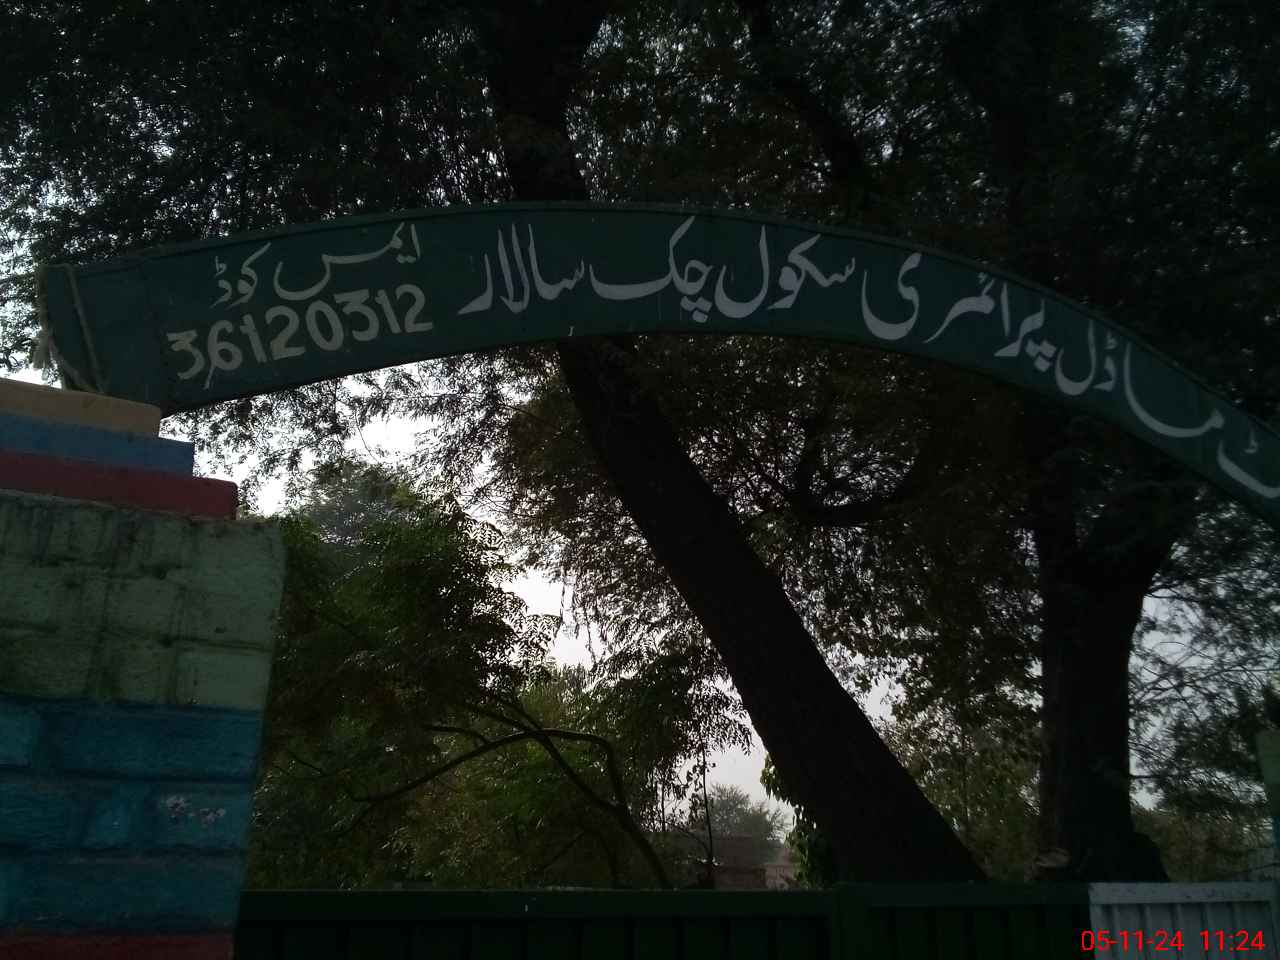 ماڈل پرائمری سکول چک سالار
ایمس کوڈ
36120312
05-11-24 11:24